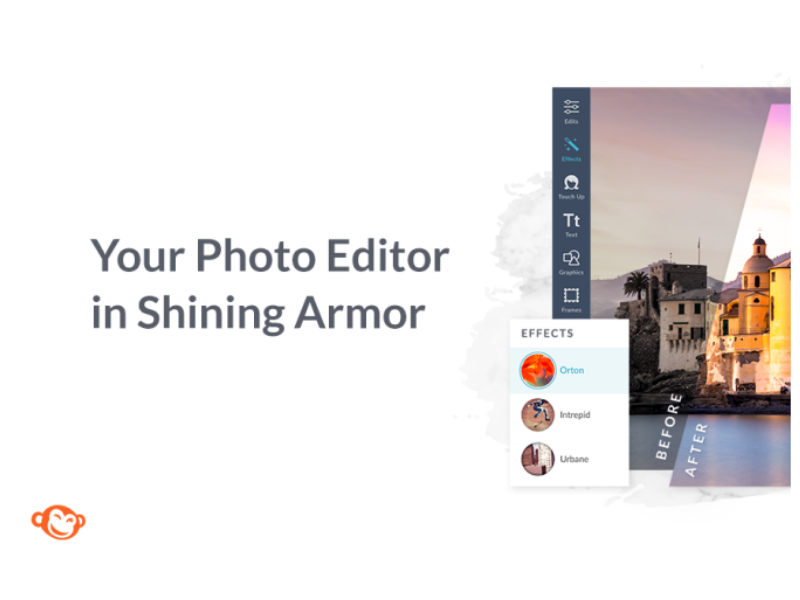 Your Photo Editor
in Shining Armor
Edits
Effects
Touch Up
Tt
Text
Graphics
Frames
EFFECTS
Orton
Intrepid
Urbane
BEFORE
AFTER